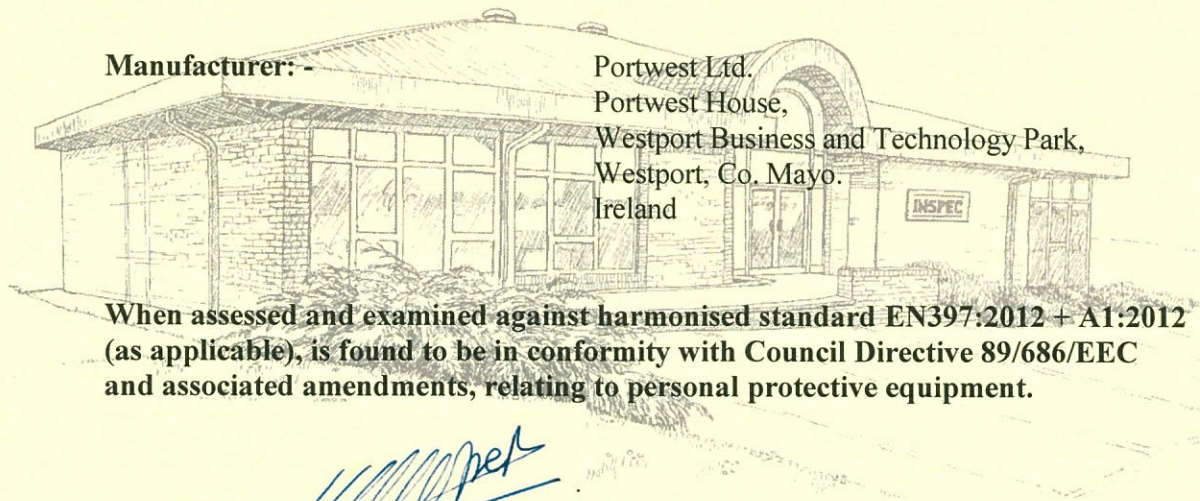 Manufacturer: - Portwest Ltd.
Portwest House,
Westport Business and Technology Park,
Westport, Co. Mayo.
Ireland
INSPEC
When assessed and examined against harmonised standard EN397:2012 + A1:2012
(as applicable), is found to be in conformity with Council Directive 89/686/EEC
and associated amendments, relating to personal protective equipment.